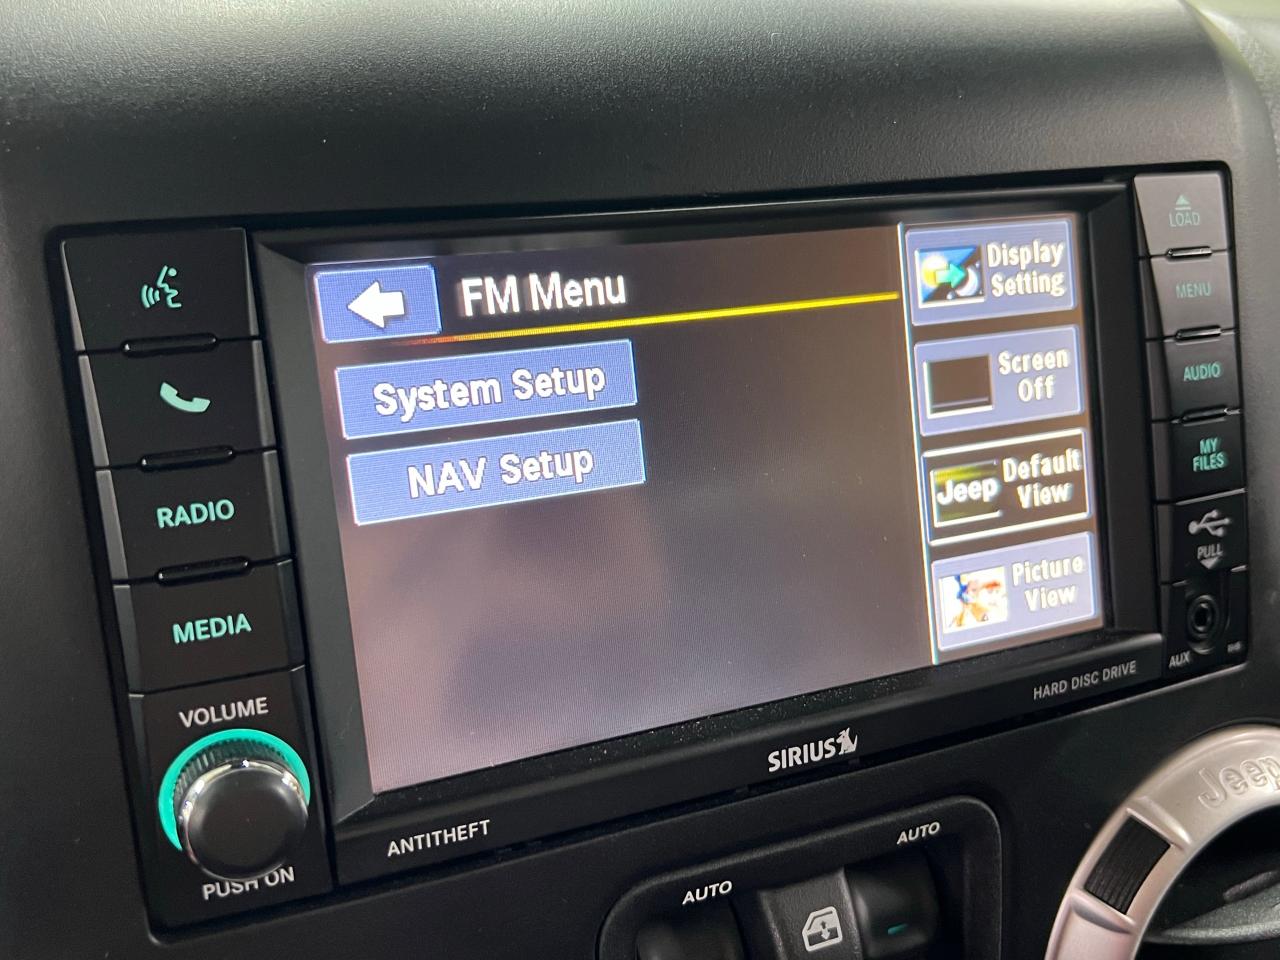 FM Menu
System Setup
NAV Setup
Display
Setting
Screen
Off
Jeep
Default
View
Picture
View
LOAD
MENU
AUDIO
MY
FILES
PULL
AUX
RADIO
MEDIA
VOLUME
PUSH ON
ANTITHEFT
SIRIUS
HARD DISC DRIVE
AUTO
AUTO
Jeep